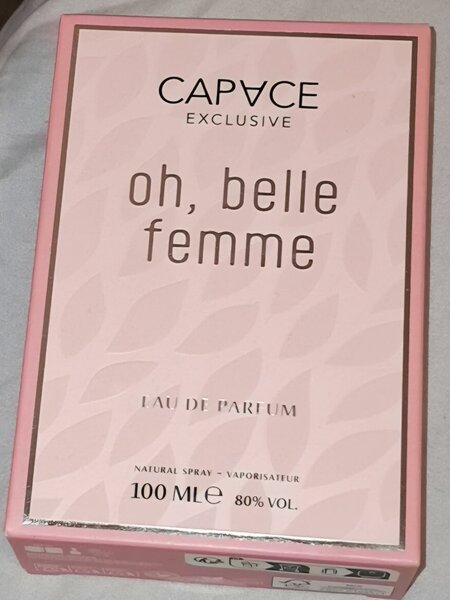 CAPACE
EXCLUSIVE
oh, belle
femme
EAU DE PARFUM
NATURAL SPRAY - VAPORISATEUR
100 ML℮ 80% VOL.